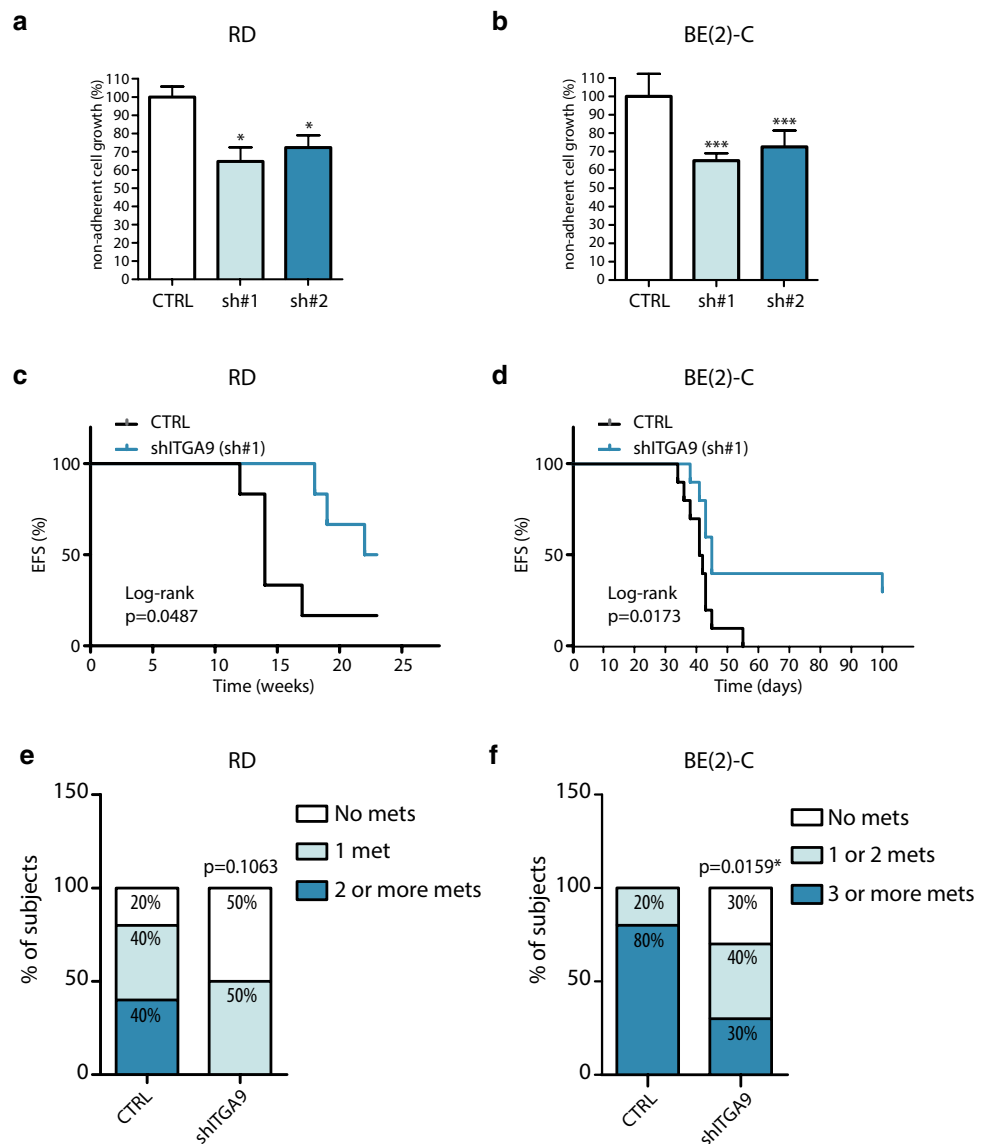 a
RD
non-adherent cell growth (%)
110
100
90
80
70
60
50
40
30
20
10
0
*
*
CTRL sh#1 sh#2
b
BE(2)-C
non-adherent cell growth (%)
110
100
90
80
70
60
50
40
30
20
10
0
***
***
CTRL sh#1 sh#2
c
RD
CTRL
shITGA9 (sh#1)
EFS (%)
100
50
0
Log-rank
p=0.0487
0 5 10 15 20 25
Time (weeks)
d
BE(2)-C
CTRL
shITGA9 (sh#1)
EFS (%)
100
50
0
Log-rank
p=0.0173
0 10 20 30 40 50 60 70 80 90 100
Time (days)
e
RD
% of subjects
150
100
50
0
No mets
1 met
2 or more mets
p=0.1063
20%
40%
40%
50%
50%
CTRL
shITGA9
f
BE(2)-C
% of subjects
150
100
50
0
No mets
1 or 2 mets
3 or more mets
p=0.0159*
20%
80%
30%
40%
30%
CTRL
shITGA9